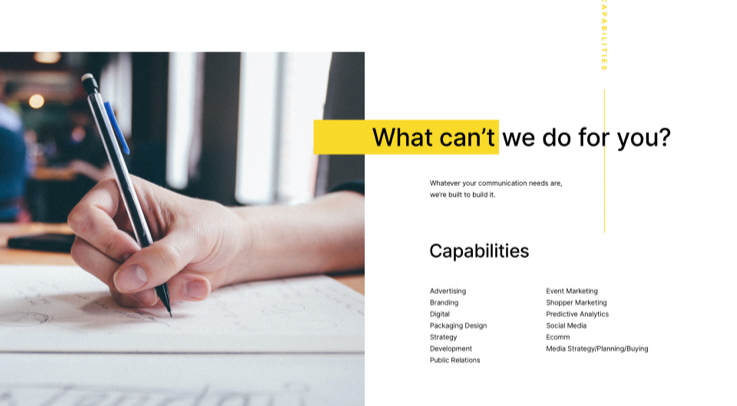 CAPABILITIES
What can't we do for you?
Whatever your communication needs are,
we're built to build it.
Capabilities
Advertising
Branding
Digital
Packaging Design
Strategy
Development
Public Relations
Event Marketing
Shopper Marketing
Predictive Analytics
Social Media
Ecomm
Media Strategy/Planning/Buying